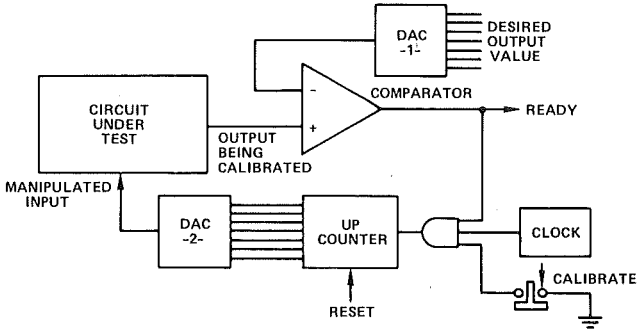 DAC
-1-
DESIRED
OUTPUT
VALUE
-
COMPARATOR
CIRCUIT
UNDER
TEST
+
READY
OUTPUT
BEING
CALIBRATED
MANIPULATED
INPUT
DAC
-2-
UP
COUNTER
CLOCK
CALIBRATE
RESET